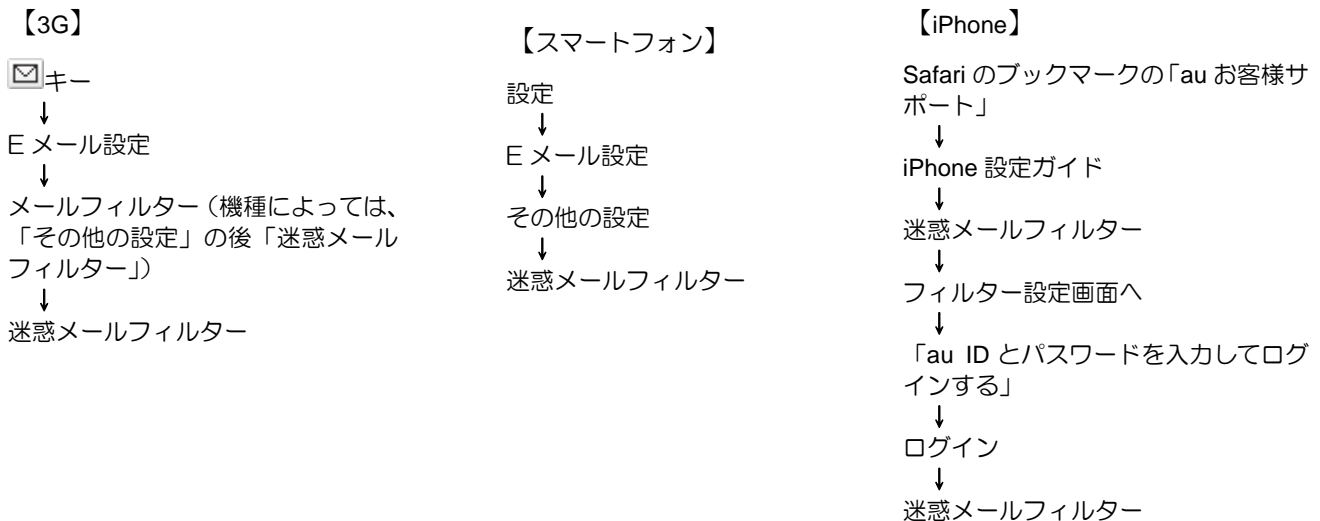 【3G】
キー
↓
Eメール設定
↓
メールフィルター（機種によっては、
「その他の設定」の後「迷惑メール
フィルター」）
↓
迷惑メールフィルター
【スマートフォン】
設定
↓
Eメール設定
↓
その他の設定
↓
迷惑メールフィルター
【iPhone】
Safari のブックマークの「au お客様サ
ポート」
↓
iPhone 設定ガイド
↓
迷惑メールフィルター
↓
フィルター設定画面へ
↓
「au ID とパスワードを入力してログ
インする」
↓
ログイン
↓
迷惑メールフィルター